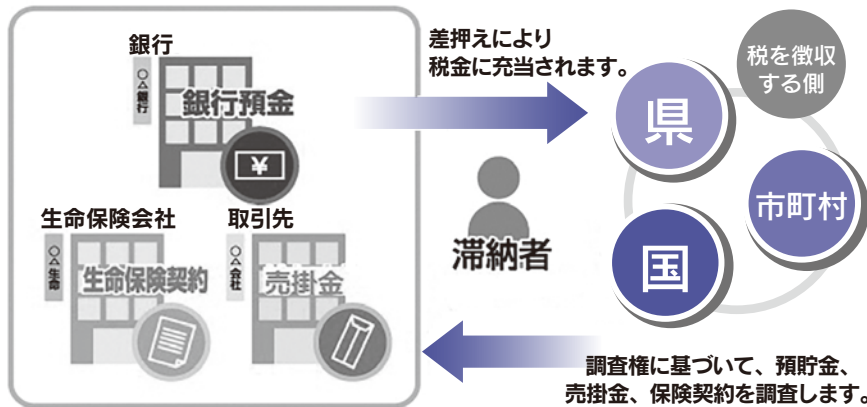 銀行
○△銀行
銀行預金
¥
生命保険会社
○△生命
生命保険契約
取引先
○△会社
売掛金
差押えにより
税金に充当されます。
滞納者
税を徴収
する側
県
市町村
国
調査権に基づいて、預貯金、
売掛金、保険契約を調査します。